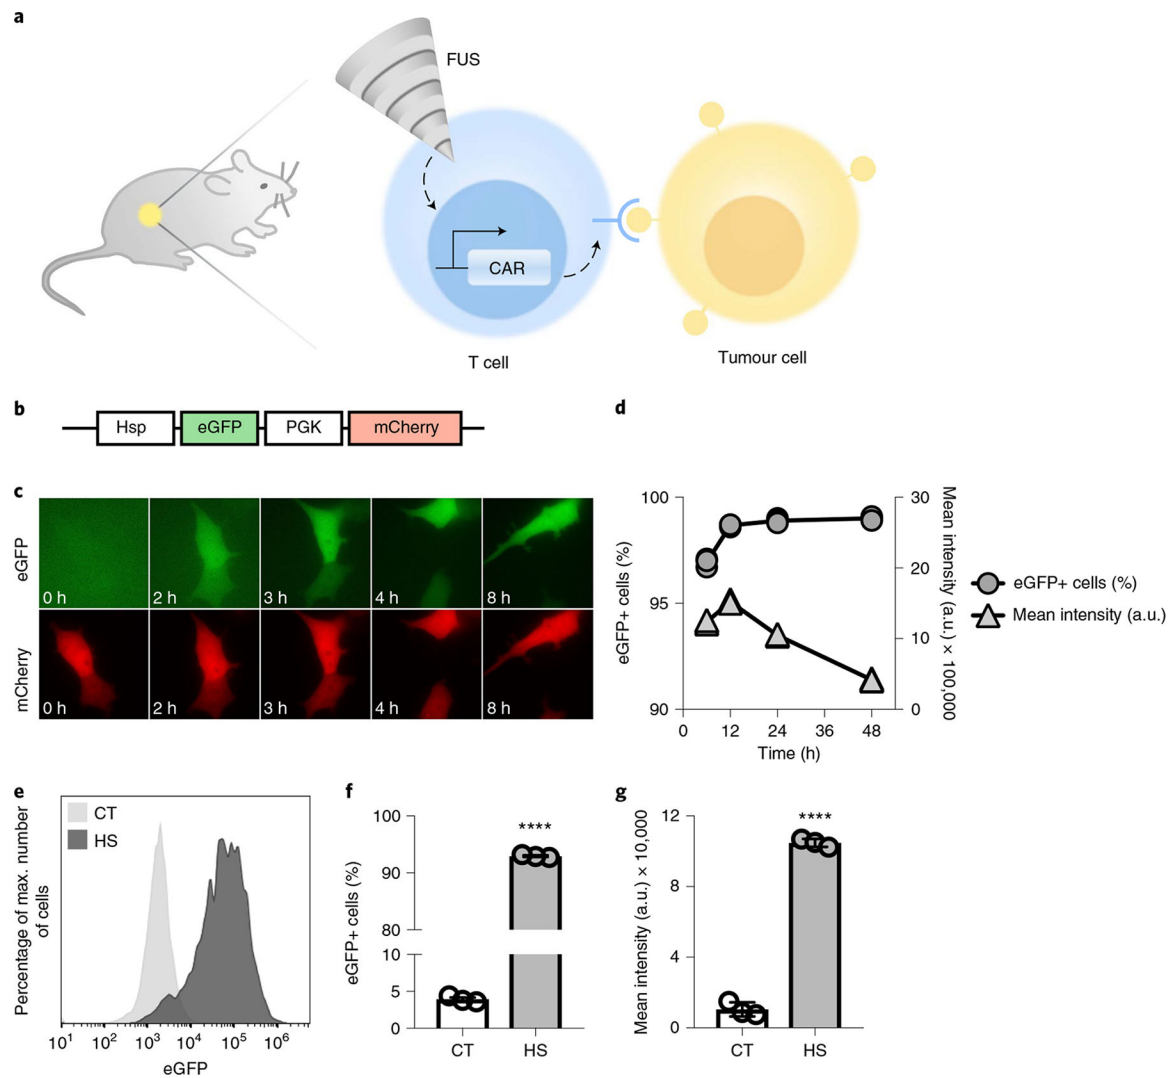 a
FUS
CAR
T cell
Tumour cell
b
Hsp
eGFP
PGK
mCherry
c
eGFP
0 h
2 h
3 h
4 h
8 h
mCherry
0 h
2 h
3 h
4 h
8 h
d
100
95
90
eGFP+ cells (%)
30
20
10
0
Mean intensity (a.u.) × 100,000
0
12
24
36
48
Time (h)
eGFP+ cells (%)
Mean intensity (a.u.)
e
CT
HS
Percentage of max. number
of cells
10¹
10²
10³
10⁴
10⁵
10⁶
eGFP
f
100
90
80
10
5
0
eGFP+ cells (%)
****
CT
HS
g
12
8
4
0
Mean intensity (a.u.) × 10,000
****
CT
HS